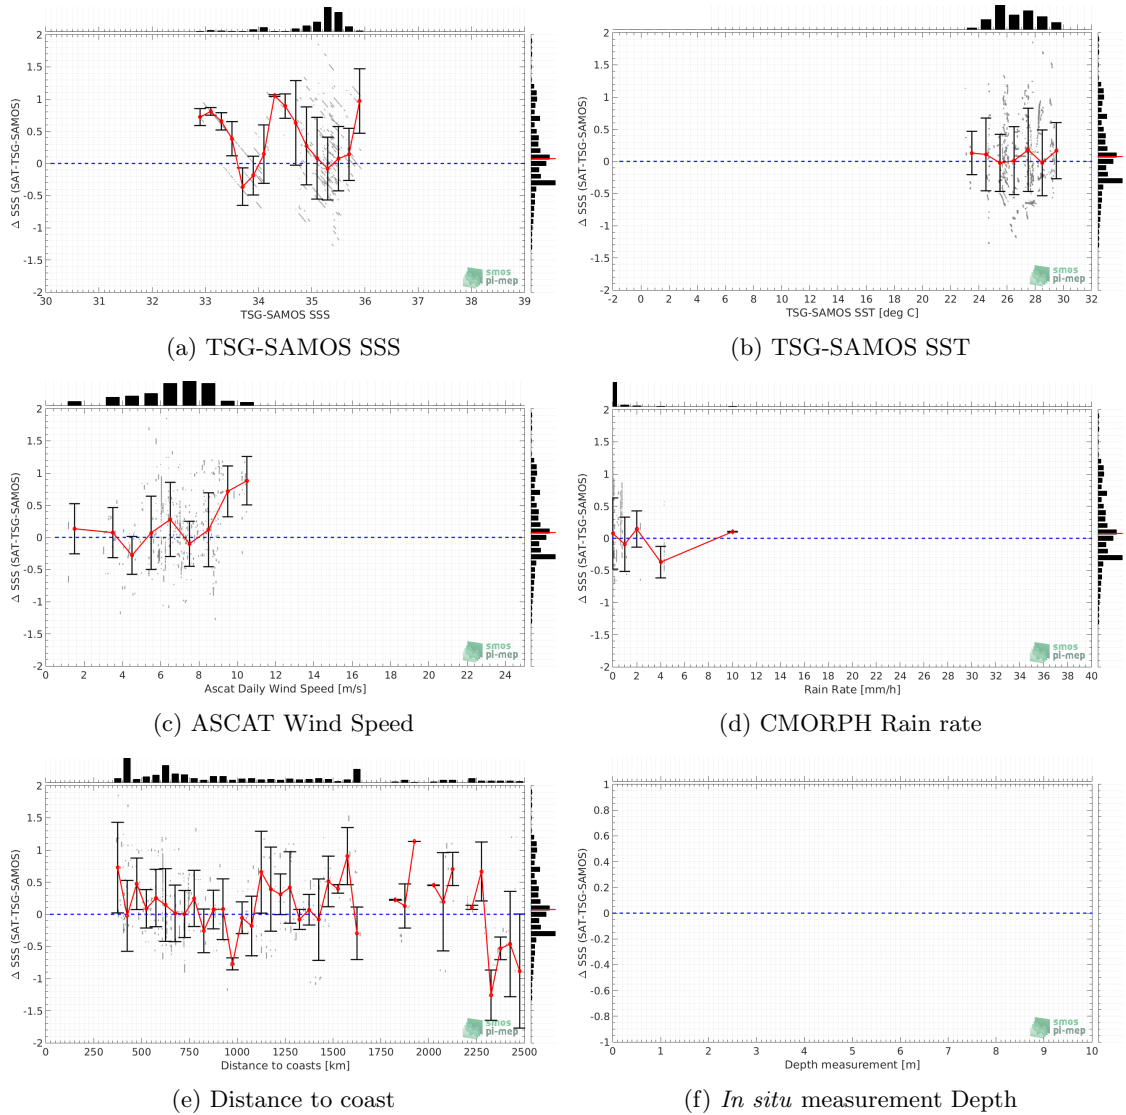 2
1.5
1
0.5
0
-0.5
-1
-1.5
-2
Δ SSS (SAT-TSG-SAMOS)
30 31 32 33 34 35 36 37 38 39
TSG-SAMOS SSS
smos
pi-mep
(a) TSG-SAMOS SSS
2
1.5
1
0.5
0
-0.5
-1
-1.5
-2
Δ SSS (SAT-TSG-SAMOS)
-2 0 2 4 6 8 10 12 14 16 18 20 22 24 26 28 30 32
TSG-SAMOS SST [deg C]
smos
pi-mep
(b) TSG-SAMOS SST
2
1.5
1
0.5
0
-0.5
-1
-1.5
-2
Δ SSS (SAT-TSG-SAMOS)
0 2 4 6 8 10 12 14 16 18 20 22 24
Ascat Daily Wind Speed [m/s]
smos
pi-mep
(c) ASCAT Wind Speed
2
1.5
1
0.5
0
-0.5
-1
-1.5
-2
Δ SSS (SAT-TSG-SAMOS)
0 2 4 6 8 10 12 14 16 18 20 22 24 26 28 30 32 34 36 38 40
Rain Rate [mm/h]
smos
pi-mep
(d) CMORPH Rain rate
2
1.5
1
0.5
0
-0.5
-1
-1.5
-2
Δ SSS (SAT-TSG-SAMOS)
0 250 500 750 1000 1250 1500 1750 2000 2250 2500
Distance to coasts [km]
smos
pi-mep
(e) Distance to coast
1
0.8
0.6
0.4
0.2
0
-0.2
-0.4
-0.6
-0.8
-1
Δ SSS (SAT-TSG-SAMOS)
0 1 2 3 4 5 6 7 8 9 10
Depth measurement [m]
smos
pi-mep
(f) In situ measurement Depth